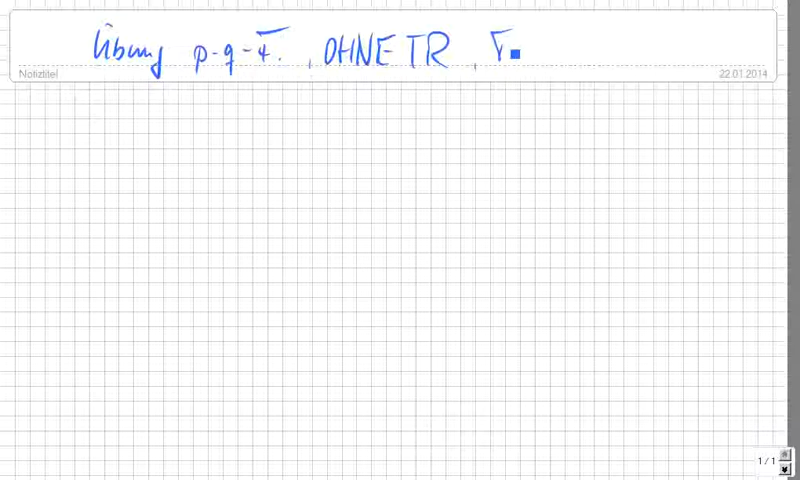 Übung p-q-F. , OHNE TR ,
Notiztitel
22.01.2014
1 / 1